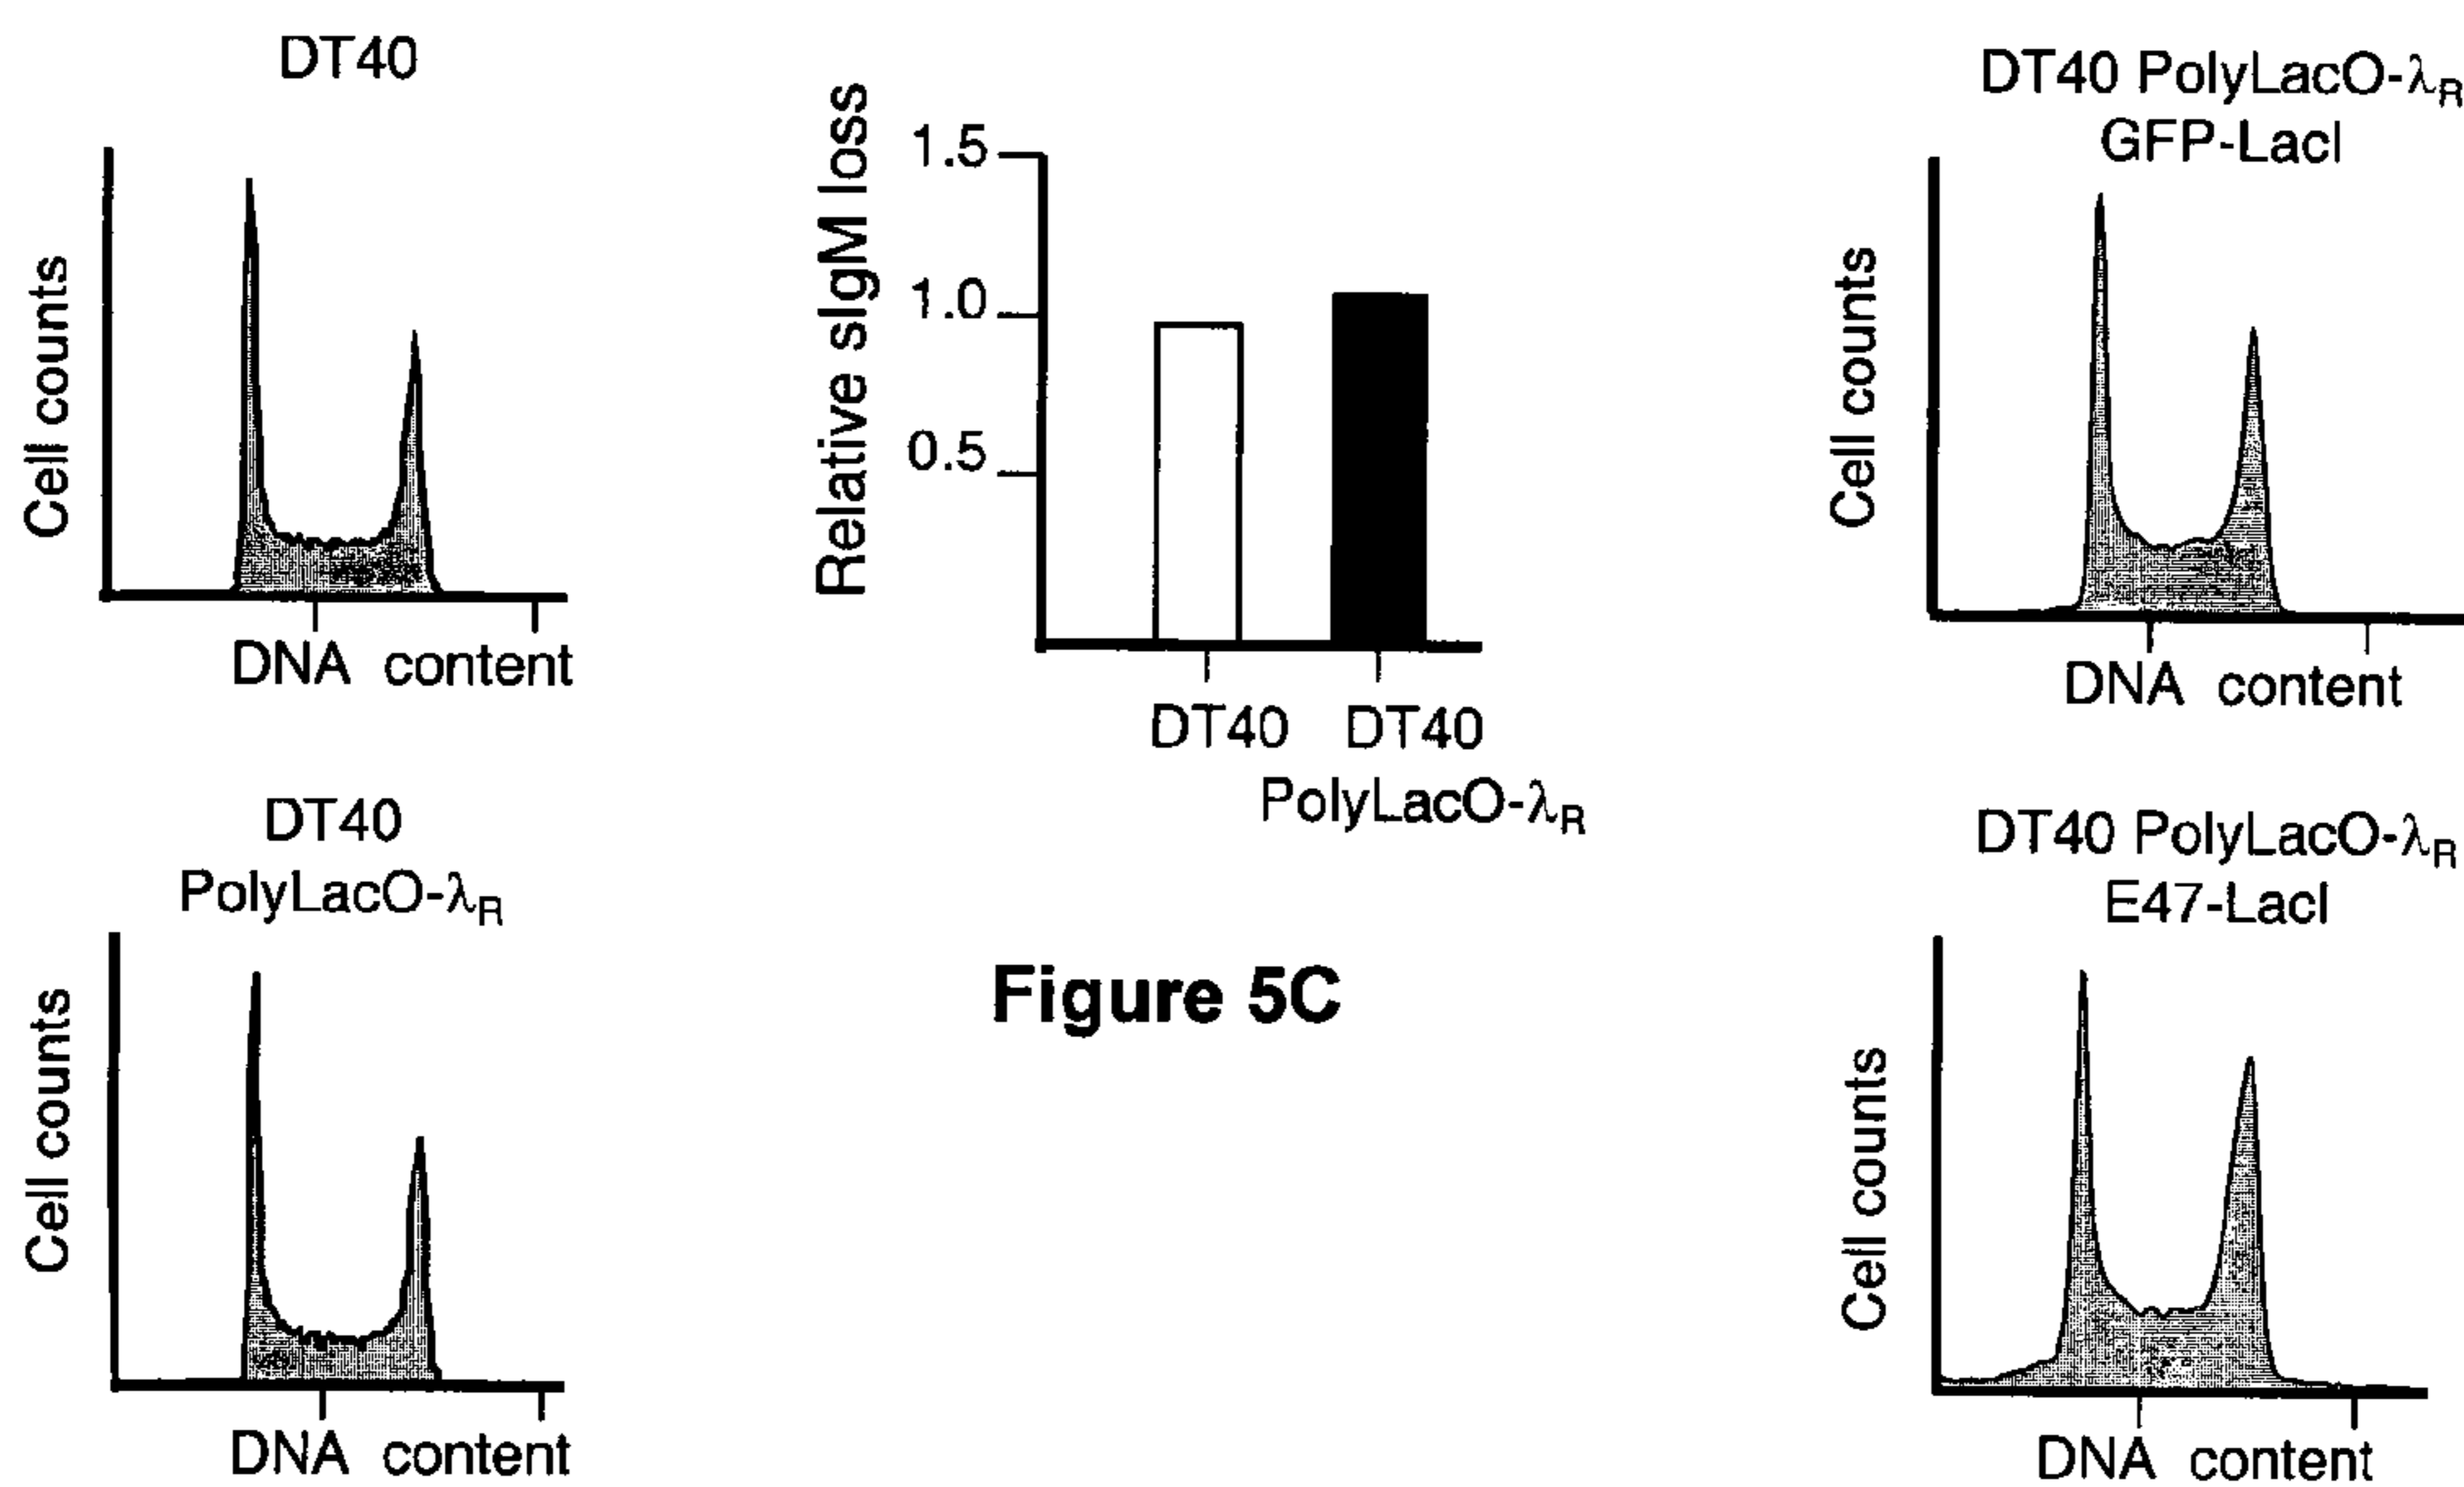 DT40
Cell counts
DNA content
DT40
PolyLacO-λR
Cell counts
DNA content
Relative sIgM loss
1.5
1.0
0.5
DT40
DT40
PolyLacO-λR
Figure 5C
DT40 PolyLacO-λR
GFP-LacI
Cell counts
DNA content
DT40 PolyLacO-λR
E47-LacI
Cell counts
DNA content